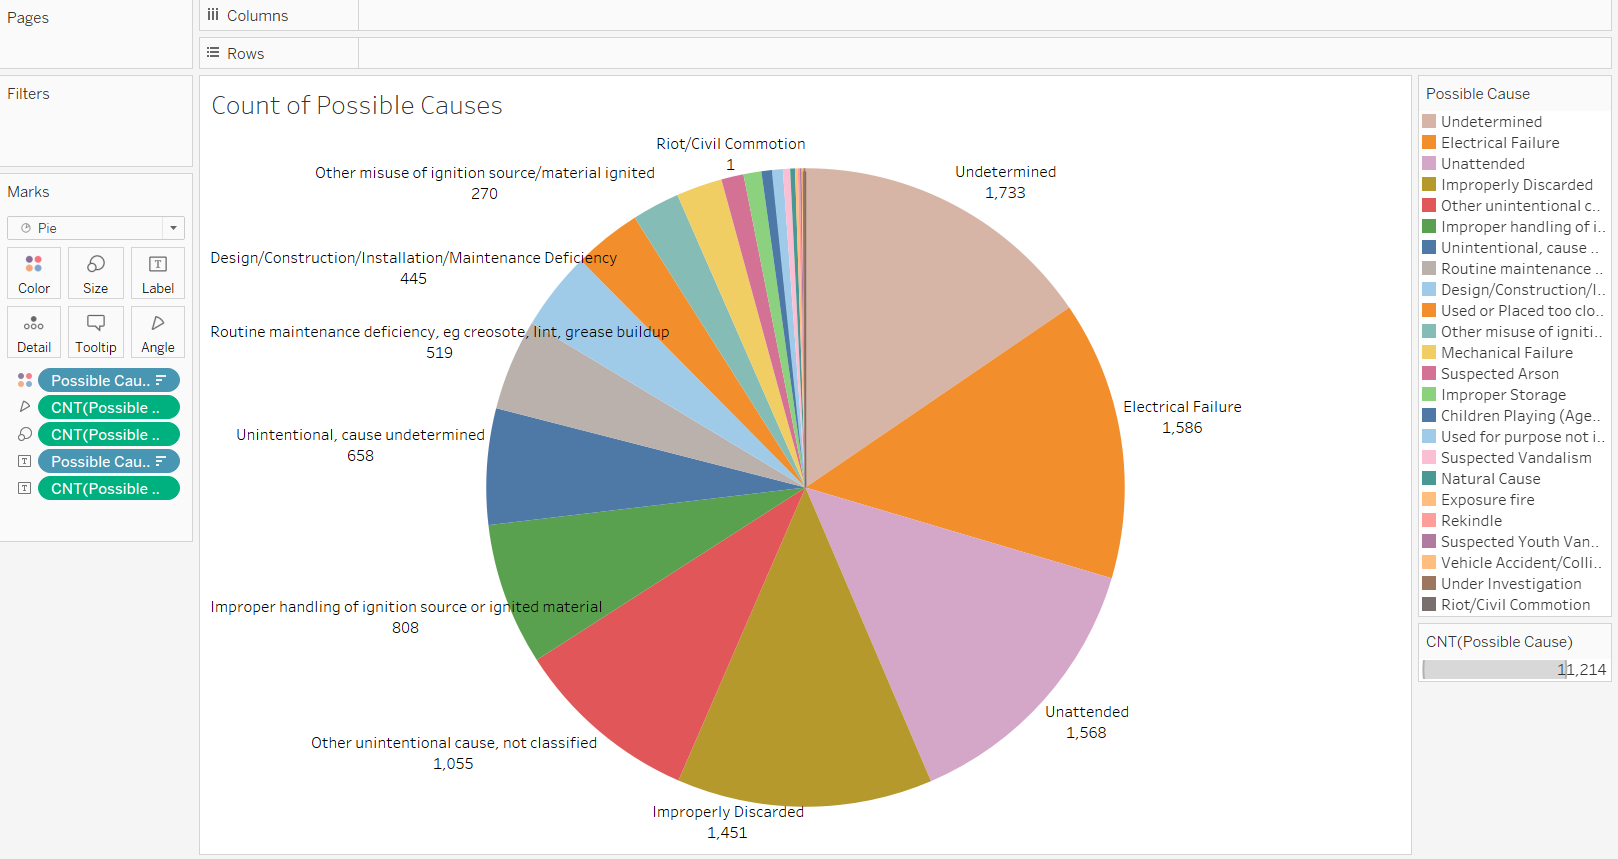 Pages
Columns
Rows
Filters
Marks
Pie
Color
Size
Label
Detail
Tooltip
Angle
Possible Cau..
CNT(Possible ..
CNT(Possible ..
Possible Cau..
CNT(Possible ..
Count of Possible Causes
Riot/Civil Commotion
1
Undetermined
1,733
Other misuse of ignition source/material ignited
270
Design/Construction/Installation/Maintenance Deficiency
445
Routine maintenance deficiency, eg creosote, lint, grease buildup
519
Electrical Failure
1,586
Unintentional, cause undetermined
658
Improper handling of ignition source or ignited material
808
Unattended
1,568
Other unintentional cause, not classified
1,055
Improperly Discarded
1,451
Possible Cause
Undetermined
Electrical Failure
Unattended
Improperly Discarded
Other unintentional c..
Improper handling of i..
Unintentional, cause ..
Routine maintenance ..
Design/Construction/I..
Used or Placed too clo..
Other misuse of igniti..
Mechanical Failure
Suspected Arson
Improper Storage
Children Playing (Age..
Used for purpose not i..
Suspected Vandalism
Natural Cause
Exposure fire
Rekindle
Suspected Youth Van..
Vehicle Accident/Colli..
Under Investigation
Riot/Civil Commotion
CNT(Possible Cause)
11,214